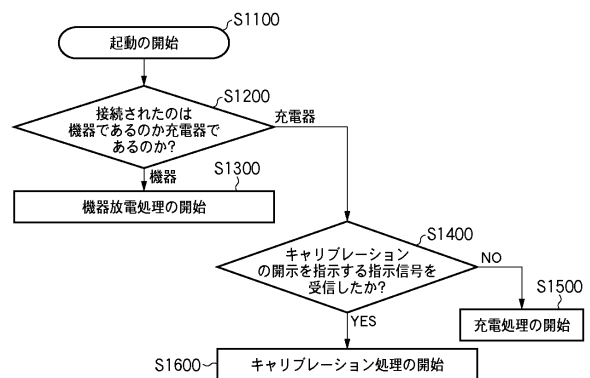 S1100
起動の開始
S1200
接続されたのは
機器であるのか充電器で
あるのか?
充電器
機器
S1300
機器放電処理の開始
S1400
キャリブレーション
の開示を指示する指示信号を
受信したか?
NO
YES
S1500
充電処理の開始
S1600
キャリブレーション処理の開始